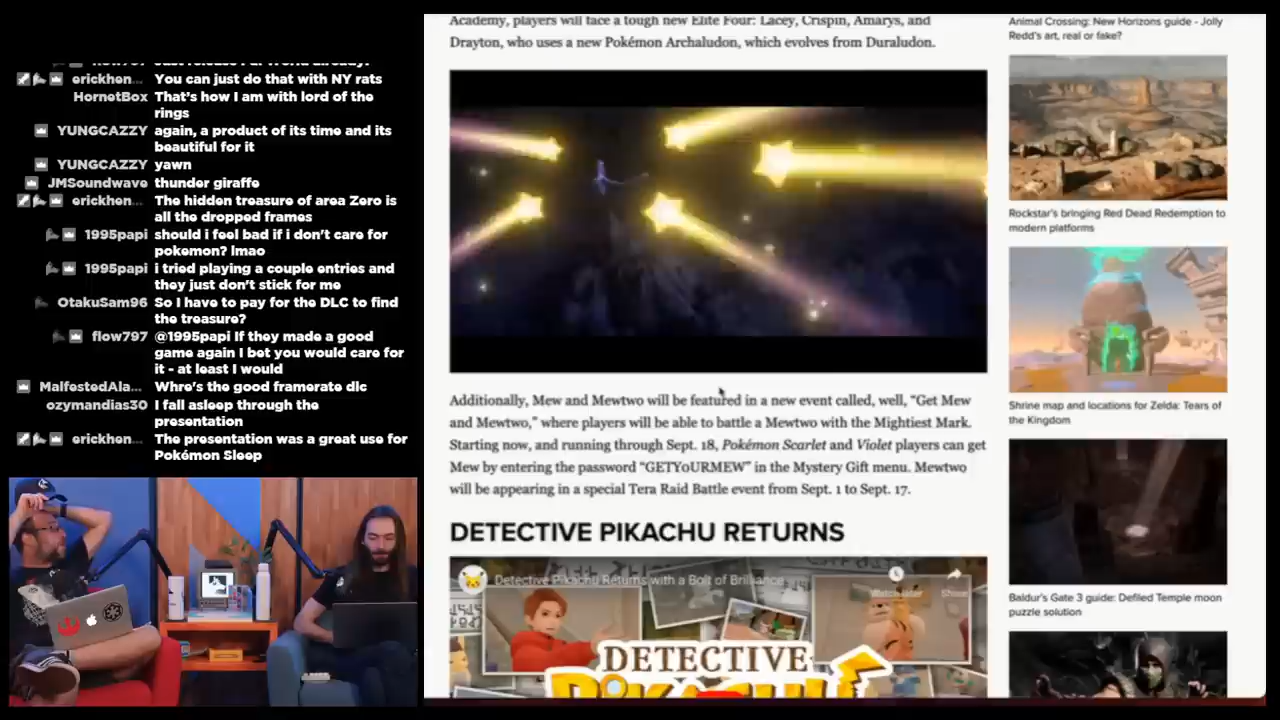 erickhen... You can just do that with NY rats
HornetBox That's how I am with lord of the
rings
YUNGCAZZY again, a product of its time and its
beautiful for it
YUNGCAZZY yawn
JMSoundwave thunder giraffe
erickhen... The hidden treasure of area Zero is
all the dropped frames
1995papi should i feel bad if i don't care for
pokemon? lmao
1995papi i tried playing a couple entries and
they just don't stick for me
OtakuSam96 So I have to pay for the DLC to find
the treasure?
flow797 @1995papi If they made a good
game again I bet you would care for
it - at least I would
MalfestedAla... Whre's the good framerate dlc
ozymandias30 I fall asleep through the
presentation
erickhen... The presentation was a great use for
Pokémon Sleep
Academy, players will face a tough new Elite Four: Lacey, Crispin, Amarys, and
Drayton, who uses a new Pokémon Archaludon, which evolves from Duraludon.
Additionally, Mew and Mewtwo will be featured in a new event called, well, “Get Mew
and Mewtwo,” where players will be able to battle a Mewtwo with the Mightiest Mark.
Starting now, and running through Sept. 18, Pokémon Scarlet and Violet players can get
Mew by entering the password “GETY0URMEW” in the Mystery Gift menu. Mewtwo
will be appearing in a special Tera Raid Battle event from Sept. 1 to Sept. 17.
DETECTIVE PIKACHU RETURNS
Detective Pikachu Returns with a Bolt of Brilliance
Watch later Share
DETECTIVE
PIKACHU
Animal Crossing: New Horizons guide - Jolly
Redd's art, real or fake?
Rockstar's bringing Red Dead Redemption to
modern platforms
Shrine map and locations for Zelda: Tears of
the Kingdom
Baldur's Gate 3 guide: Defiled Temple moon
puzzle solution